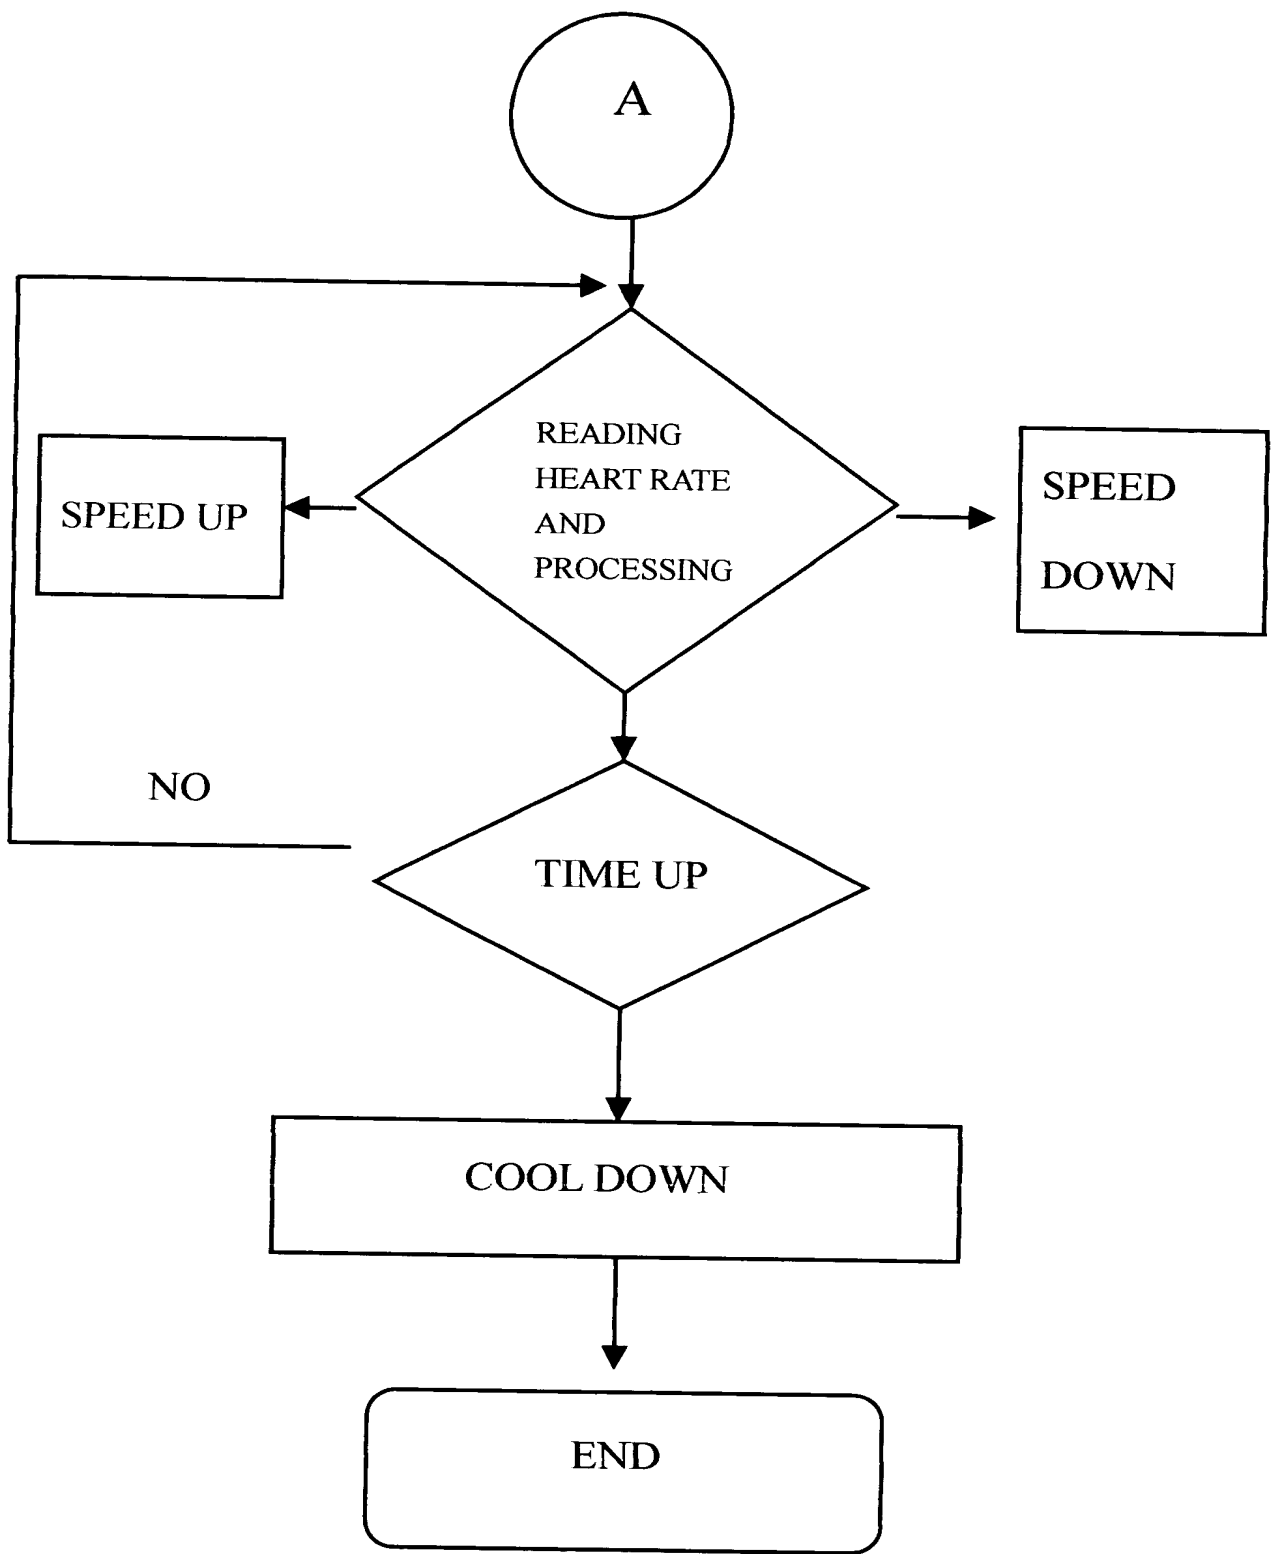 A
READING
HEART RATE
AND
PROCESSING
SPEED UP
SPEED
DOWN
NO
TIME UP
COOL DOWN
END